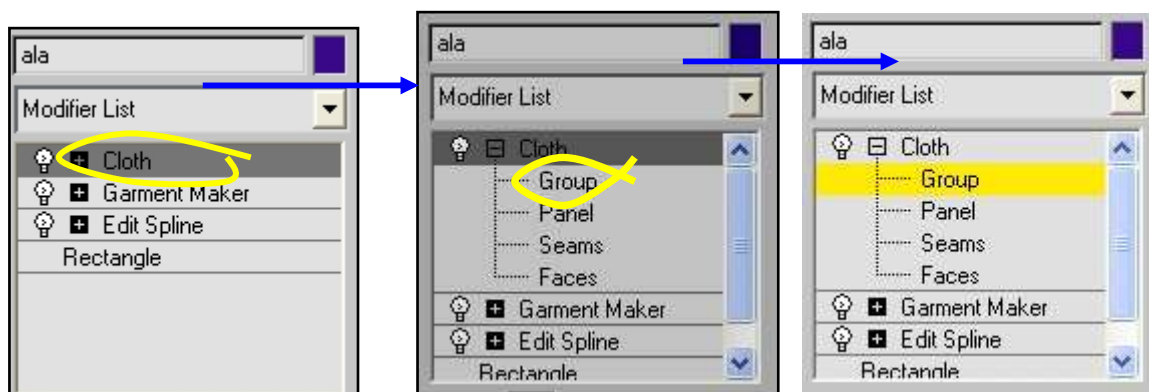 ala
Modifier List
Cloth
Garment Maker
Edit Spline
Rectangle
ala
Modifier List
Cloth
Group
Panel
Seams
Faces
Garment Maker
Edit Spline
Rectangle
ala
Modifier List
Cloth
Group
Panel
Seams
Faces
Garment Maker
Edit Spline
Rectangle